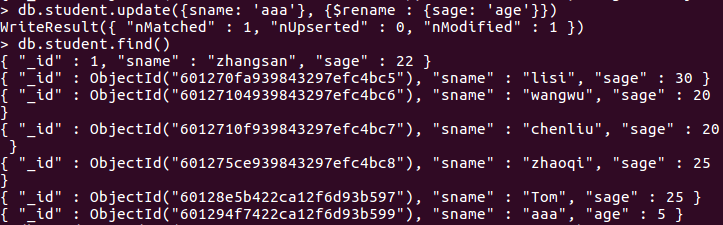 > db.student.update({sname: 'aaa'}, {$rename : {sage: 'age'}})
WriteResult({ "nMatched" : 1, "nUpserted" : 0, "nModified" : 1 })
> db.student.find()
{ "_id" : 1, "sname" : "zhangsan", "sage" : 22 }
{ "_id" : ObjectId("601270fa939843297efc4bc5"), "sname" : "lisi", "sage" : 30 }
{ "_id" : ObjectId("60127104939843297efc4bc6"), "sname" : "wangwu", "sage" : 20
}
{ "_id" : ObjectId("6012710f939843297efc4bc7"), "sname" : "chenliu", "sage" : 20
 }
{ "_id" : ObjectId("601275ce939843297efc4bc8"), "sname" : "zhaoqi", "sage" : 25
}
{ "_id" : ObjectId("60128e5b422ca12f6d93b597"), "sname" : "Tom", "sage" : 25 }
{ "_id" : ObjectId("601294f7422ca12f6d93b599"), "sname" : "aaa", "age" : 5 }